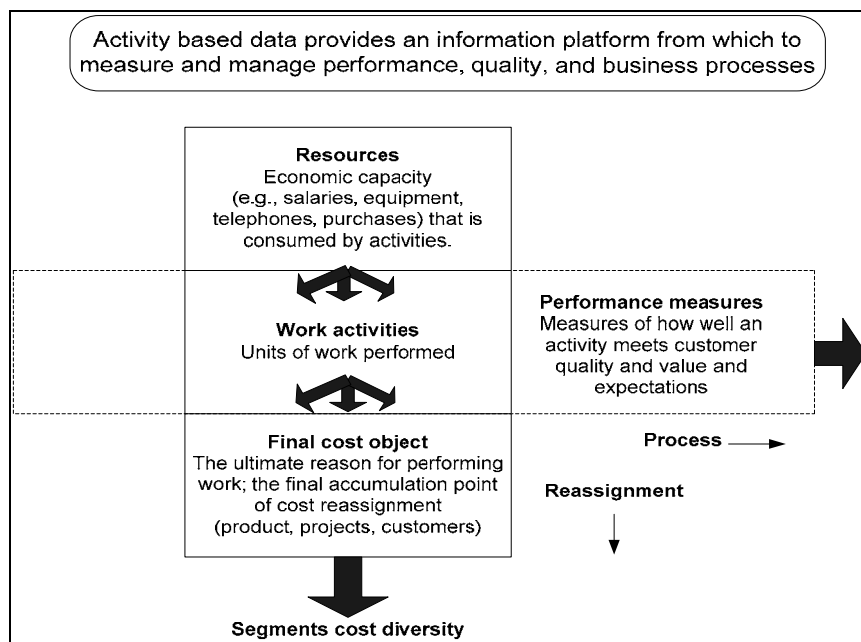 Activity based data provides an information platform from which to
measure and manage performance, quality, and business processes
Resources
Economic capacity
(e.g., salaries, equipment,
telephones, purchases) that is
consumed by activities.
Work activities
Units of work performed
Performance measures
Measures of how well an
activity meets customer
quality and value and
expectations
Final cost object
The ultimate reason for performing
work; the final accumulation point
of cost reassignment
(product, projects, customers)
Process
Reassignment
Segments cost diversity